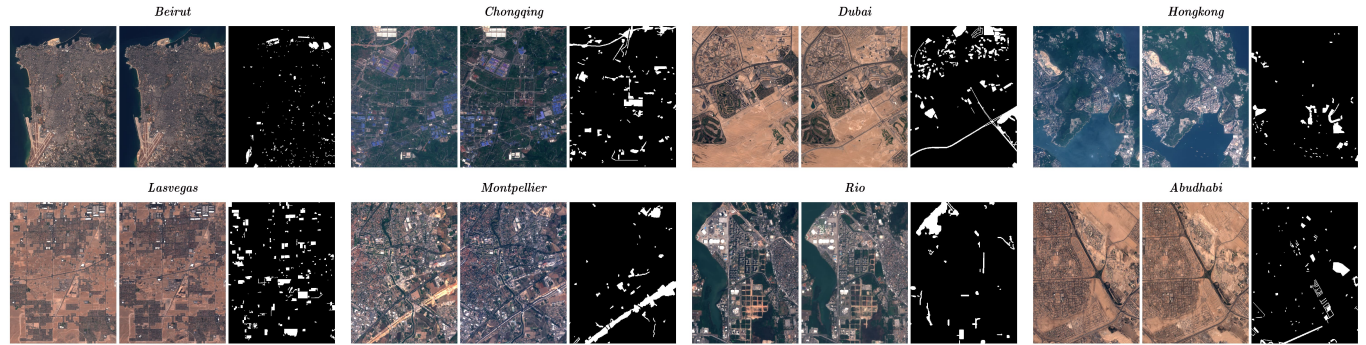 Beirut
Chongqing
Dubai
Hongkong
Lasvegas
Montpellier
Rio
Abudhabi